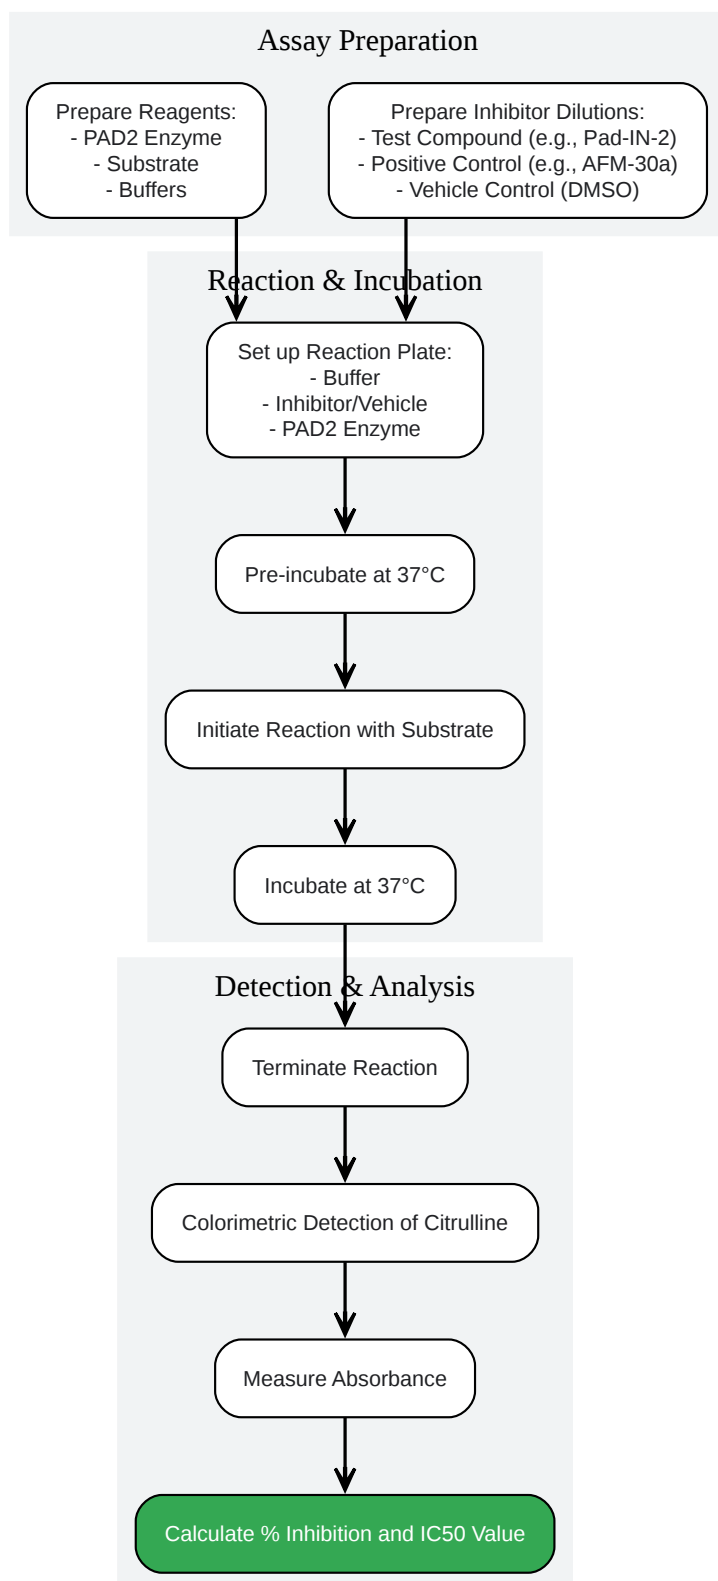 Assay Preparation
Prepare Reagents:
- PAD2 Enzyme
- Substrate
- Buffers
Prepare Inhibitor Dilutions:
- Test Compound (e.g., Pad-IN-2)
- Positive Control (e.g., AFM-30a)
- Vehicle Control (DMSO)
Reaction & Incubation
Set up Reaction Plate:
- Buffer
- Inhibitor/Vehicle
- PAD2 Enzyme
Pre-incubate at 37°C
Initiate Reaction with Substrate
Incubate at 37°C
Detection & Analysis
Terminate Reaction
Colorimetric Detection of Citrulline
Measure Absorbance
Calculate % Inhibition and IC50 Value